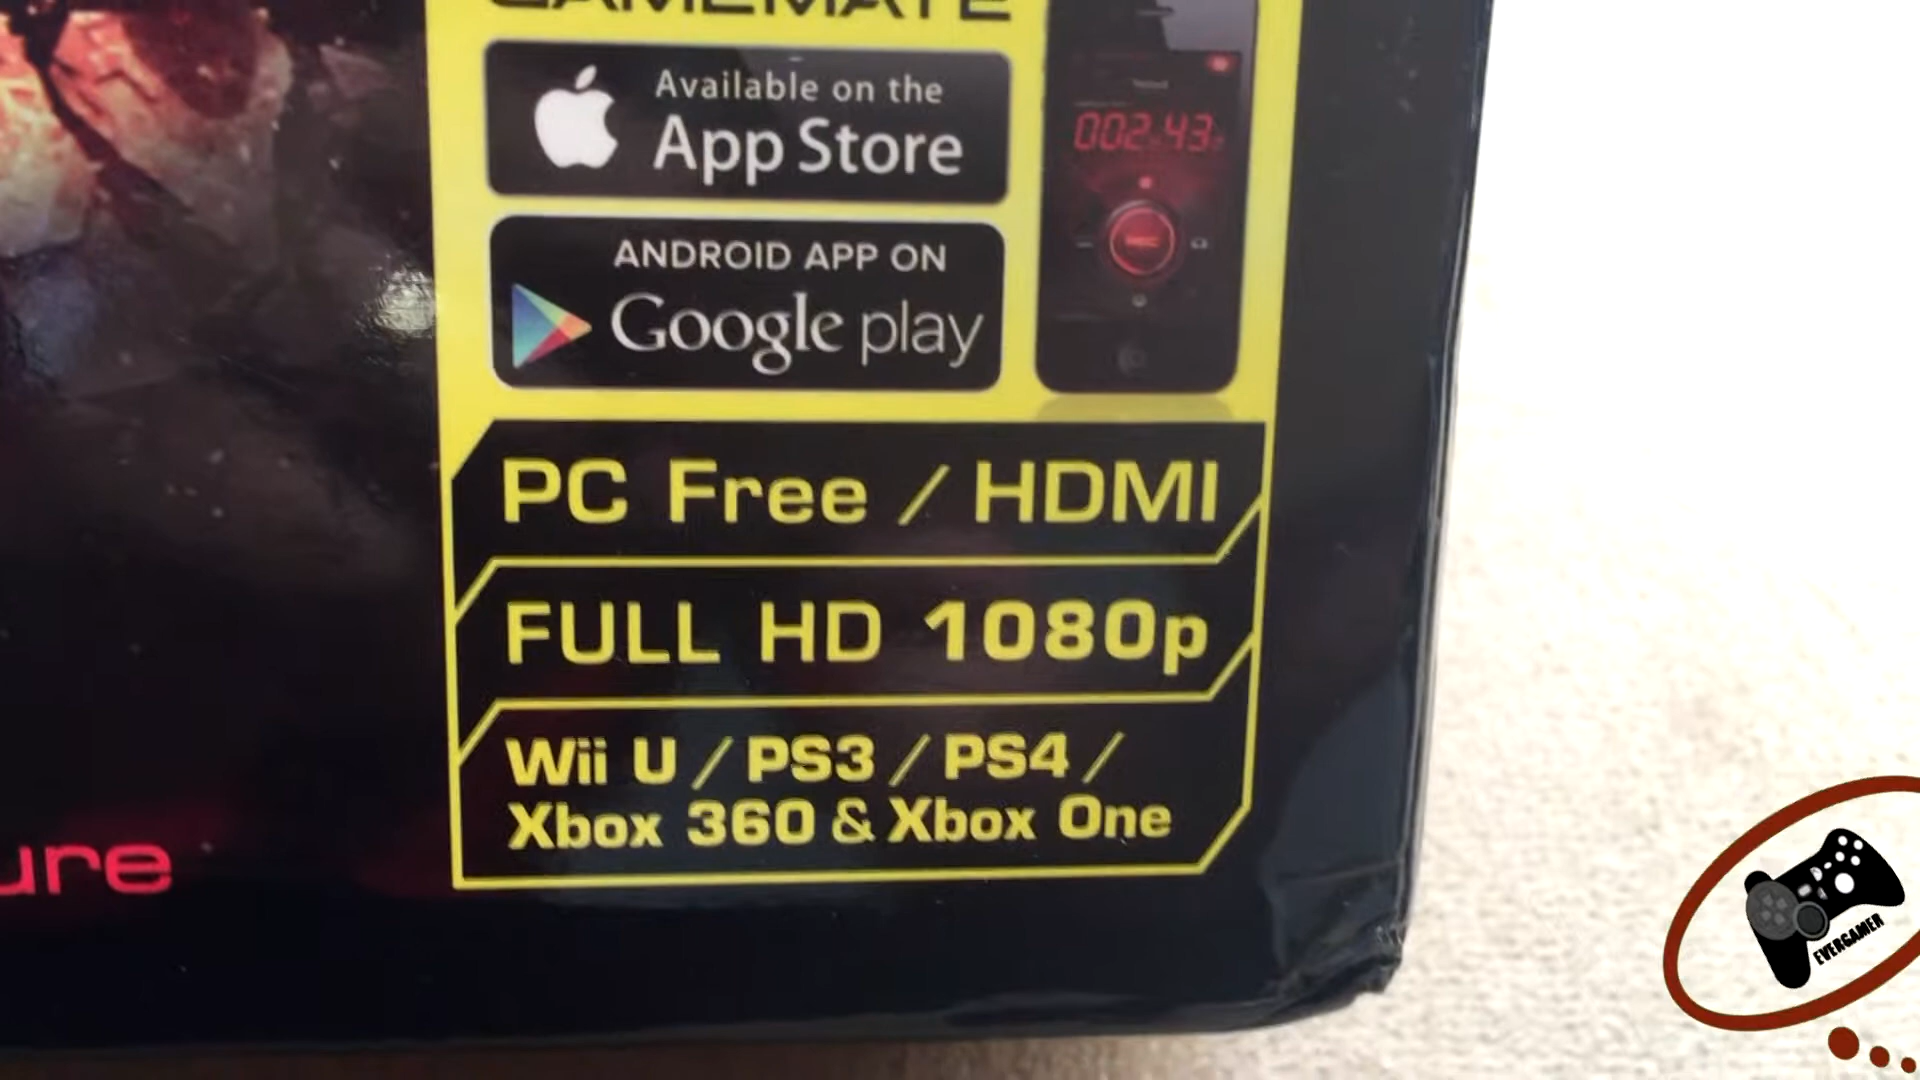 GAMEMATE
Available on the
App Store
ANDROID APP ON
Google play
002 43
PC Free / HDMI
FULL HD 1080p
Wii U / PS3 / PS4 /
Xbox 360 & Xbox One
ure
EVERGAMER